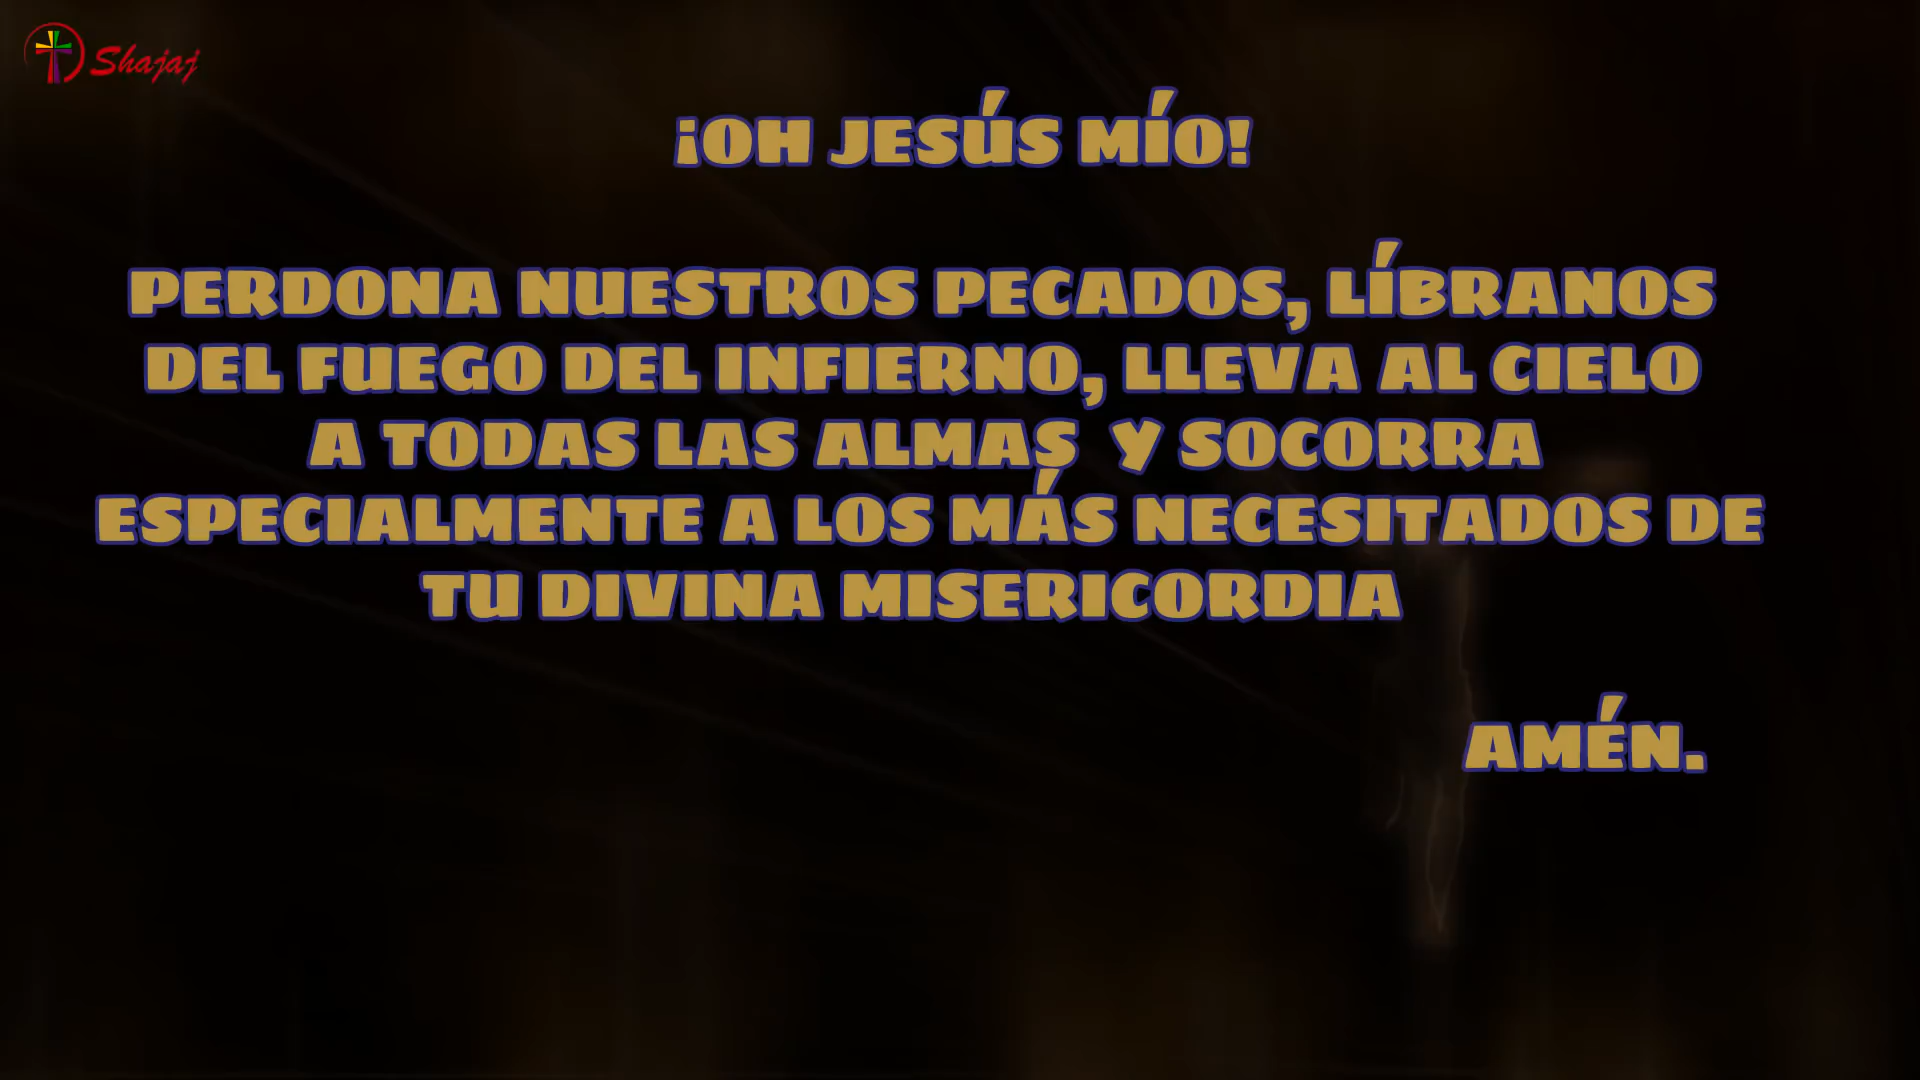 Shajaj
¡OH JESÚS MÍO!
PERDONA NUESTROS PECADOS, LÍBRANOS
DEL FUEGO DEL INFIERNO, LLEVA AL CIELO
A TODAS LAS ALMAS Y SOCORRA
ESPECIALMENTE A LOS MÁS NECESITADOS DE
TU DIVINA MISERICORDIA
AMÉN.